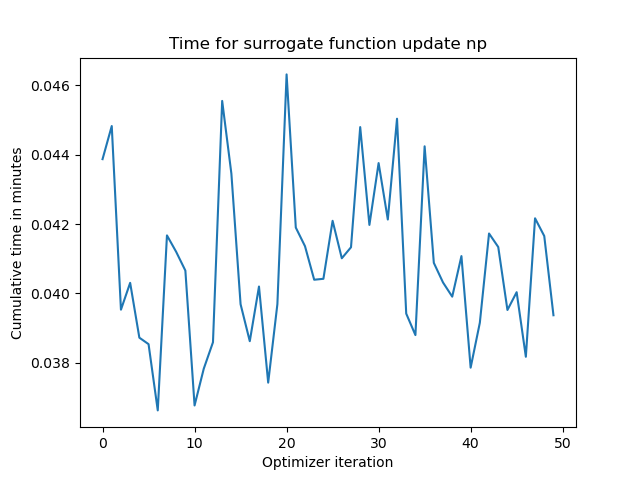 Time for surrogate function update np
0.046
0.044
0.042
0.040
0.038
Cumulative time in minutes
0 10 20 30 40 50
Optimizer iteration